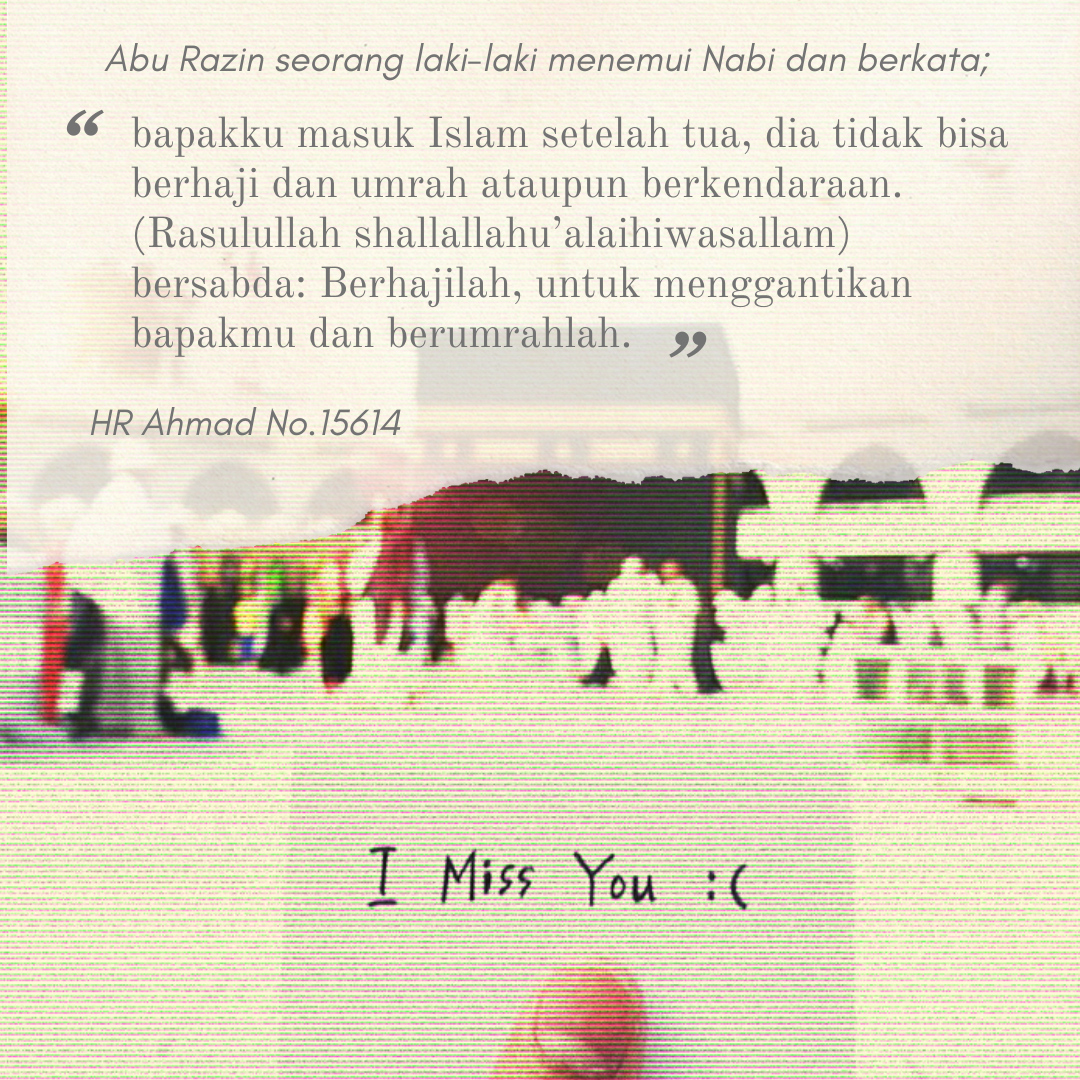 Abu Razin seorang laki-laki menemui Nabi dan berkata;
“ bapakku masuk Islam setelah tua, dia tidak bisa
berhaji dan umrah ataupun berkendaraan.
(Rasulullah shallallahu’alaihiwasallam)
bersabda: Berhajilah, untuk menggantikan
bapakmu dan berumrahlah. ”
HR Ahmad No.15614
I Miss You :(